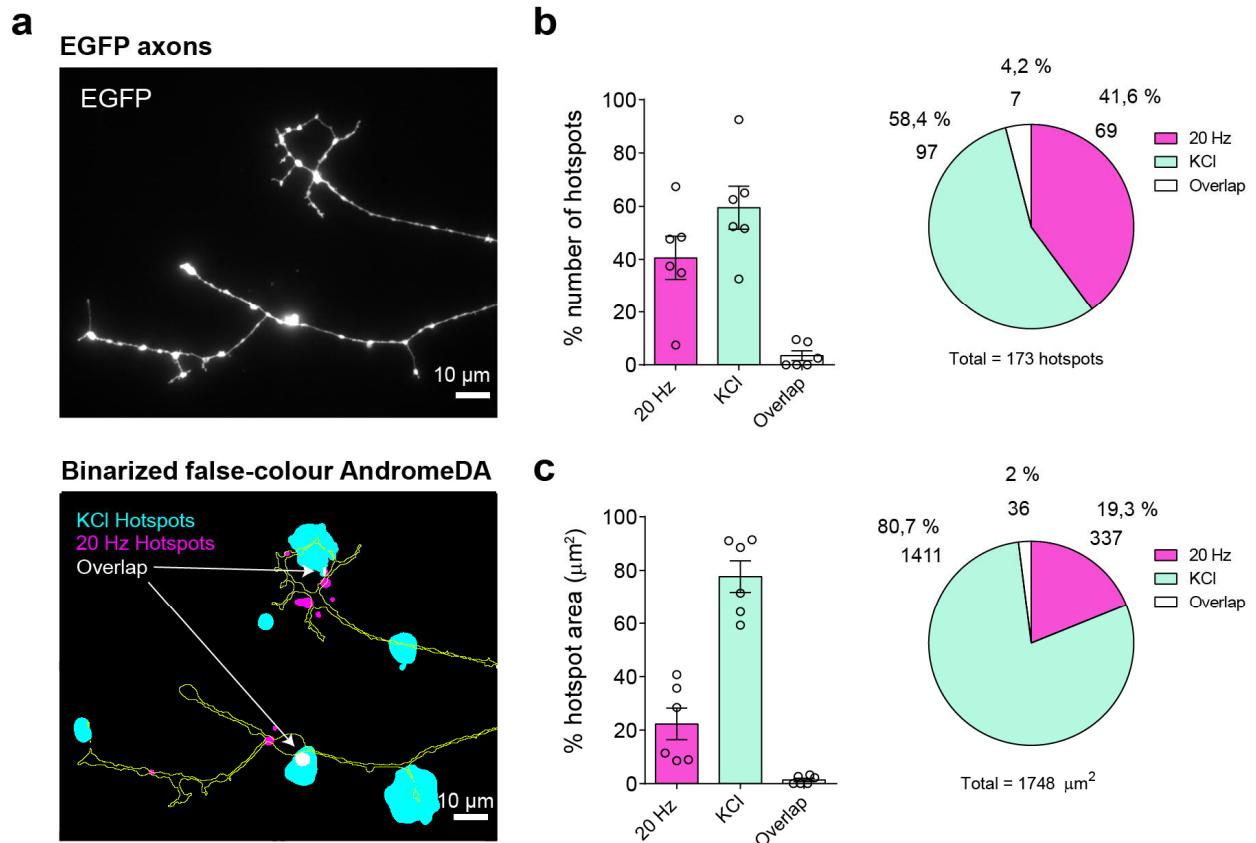 a
EGFP axons
EGFP
10 µm
Binarized false-colour AndromeDA
KCl Hotspots
20 Hz Hotspots
Overlap
10 µm
b
% number of hotspots
100
80
60
40
20
0
20 Hz
KCl
Overlap
4,2 %
7
41,6 %
69
58,4 %
97
20 Hz
KCl
Overlap
Total = 173 hotspots
c
% hotspot area (µm²)
100
80
60
40
20
0
20 Hz
KCl
Overlap
2 %
36
19,3 %
337
80,7 %
1411
20 Hz
KCl
Overlap
Total = 1748 µm²